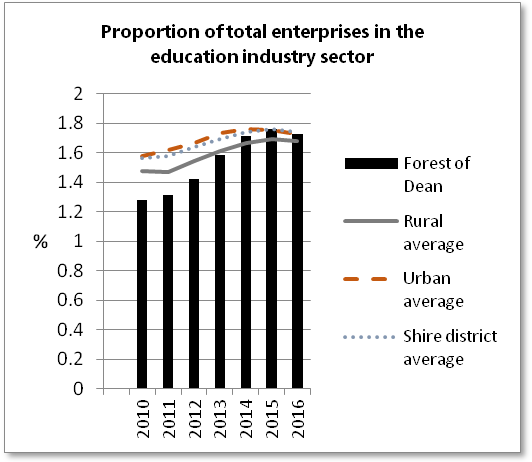 Proportion of total enterprises in the
education industry sector
2
1.8
1.6
1.4
1.2
1
0.8
0.6
0.4
0.2
0
%
2010
2011
2012
2013
2014
2015
2016
Forest of
Dean
Rural
average
Urban
average
Shire district
average